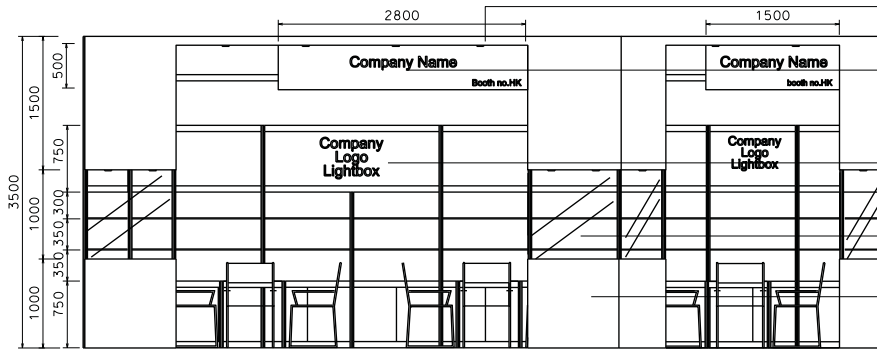 2800
1500
Company Name
Booth no.HK
Company Name
booth no.HK
Company
Logo
Lightbox
Company
Logo
Lightbox
3500
1500
1000
1000
500
750
300
350
350
750